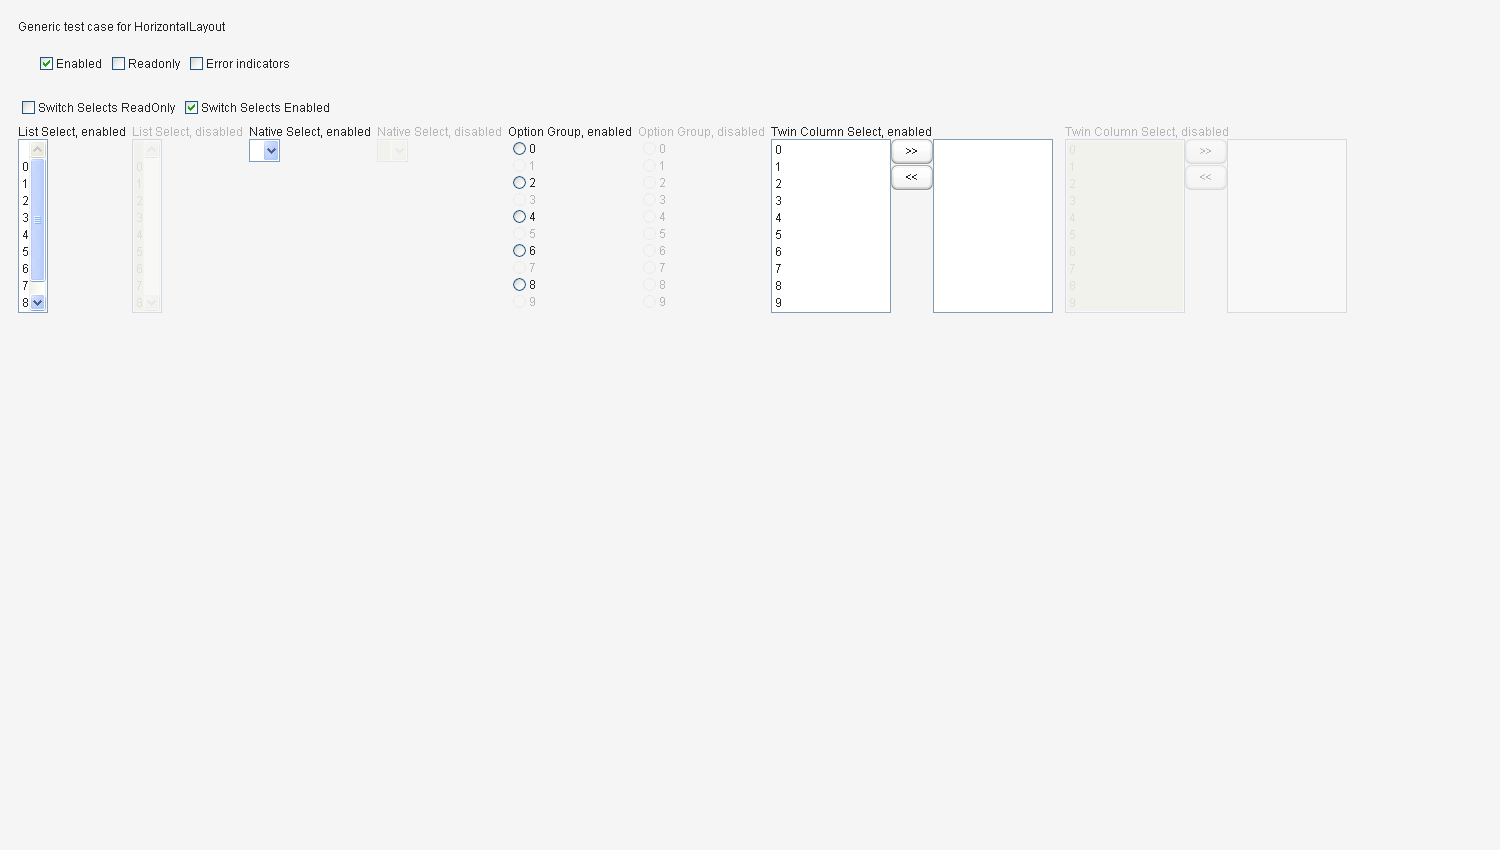 Generic test case for HorizontalLayout
Enabled Readonly Error indicators
Switch Selects ReadOnly Switch Selects Enabled
List Select, enabled List Select, disabled Native Select, enabled Native Select, disabled Option Group, enabled Option Group, disabled Twin Column Select, enabled Twin Column Select, disabled
0 0 0 >> 0 >>
0 0 1 1 1 1
1 1 2 2 2 << 2 <<
2 2 3 3 3 3
3 3 4 4 4 4
4 4 5 5 5 5
5 5 6 6 6 6
6 6 7 7 7 7
7 7 8 8 8 8
8 8 9 9 9 9